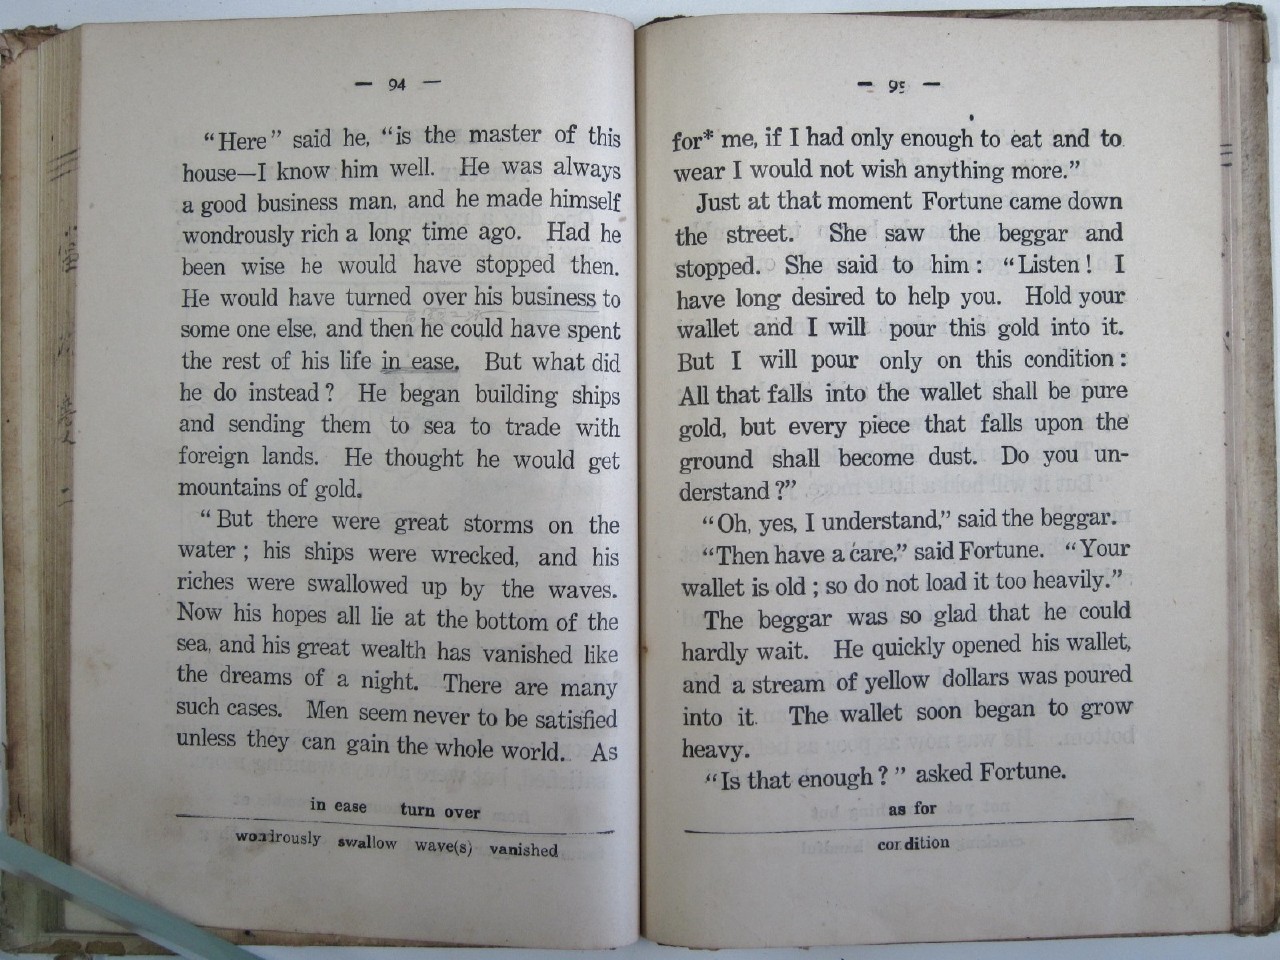 — 94 —
"Here" said he, "is the master of this
house—I know him well. He was always
a good business man, and he made himself
wondrously rich a long time ago. Had he
been wise he would have stopped then.
He would have turned over his business to
some one else, and then he could have spent
the rest of his life in ease. But what did
he do instead? He began building ships
and sending them to sea to trade with
foreign lands. He thought he would get
mountains of gold.
"But there were great storms on the
water; his ships were wrecked, and his
riches were swallowed up by the waves.
Now his hopes all lie at the bottom of the
sea, and his great wealth has vanished like
the dreams of a night. There are many
such cases. Men seem never to be satisfied
unless they can gain the whole world. As
in ease turn over
wondrously swallow wave(s) vanished
— 95 —
for* me, if I had only enough to eat and to
wear I would not wish anything more."
Just at that moment Fortune came down
the street. She saw the beggar and
stopped. She said to him: "Listen! I
have long desired to help you. Hold your
wallet and I will pour this gold into it.
But I will pour only on this condition:
All that falls into the wallet shall be pure
gold, but every piece that falls upon the
ground shall become dust. Do you un-
derstand?"
"Oh, yes, I understand," said the beggar.
"Then have a care," said Fortune. "Your
wallet is old; so do not load it too heavily."
The beggar was so glad that he could
hardly wait. He quickly opened his wallet,
and a stream of yellow dollars was poured
into it. The wallet soon began to grow
heavy.
"Is that enough?" asked Fortune.
as for
condition